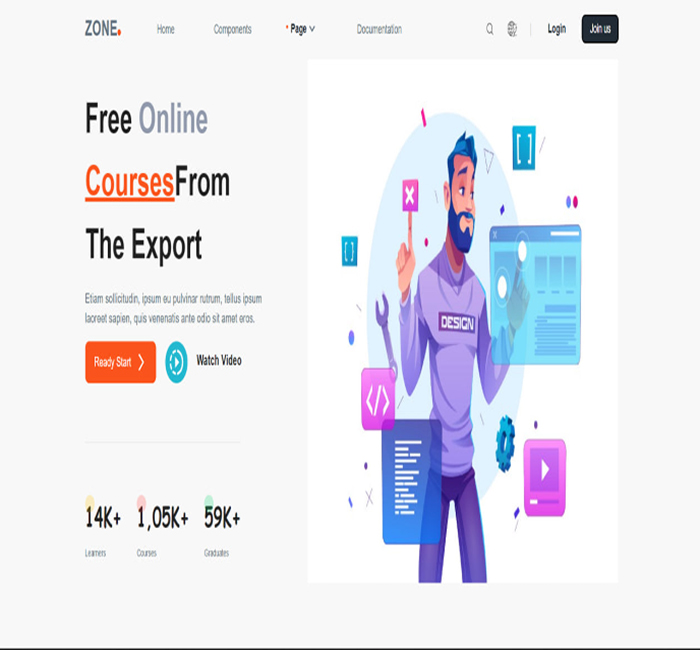 ZONE.
Home
Components
Page
Documentation
Login
Join us
Free Online
CoursesFrom
The Export
Etiam sollicitudin, ipsum eu pulvinar rutrum, tellus ipsum
laoreet sapien, quis venenatis ante odio sit amet eros.
Ready Start
Watch Video
14K+
1,05K+
59K+
Learners
Courses
Graduates
[ ]
[ ]
DESIGN
</>